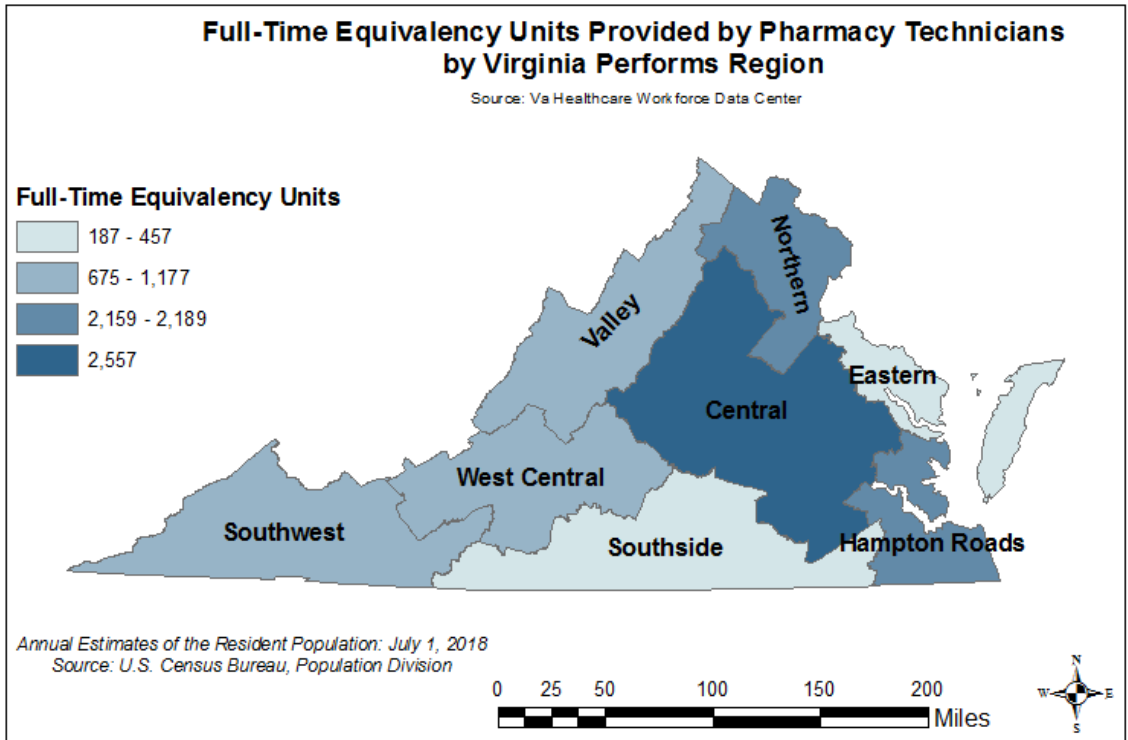 Full-Time Equivalency Units Provided by Pharmacy Technicians
by Virginia Performs Region
Source: Va Healthcare Workforce Data Center
Full-Time Equivalency Units
187 - 457
675 - 1,177
2,159 - 2,189
2,557
Northern
Valley
Eastern
Central
West Central
Southwest
Southside
Hampton Roads
Annual Estimates of the Resident Population: July 1, 2018
Source: U.S. Census Bureau, Population Division
0 25 50 100 150 200
Miles
N
W E
S